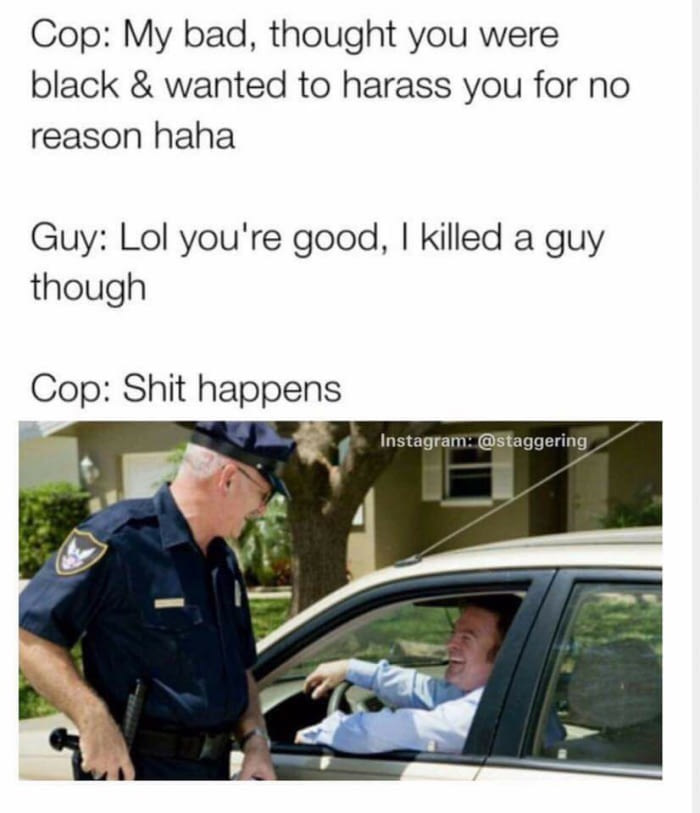 Cop: My bad, thought you were
black & wanted to harass you for no
reason haha
Guy: Lol you're good, I killed a guy
though
Cop: Shit happens
Instagram: @staggering